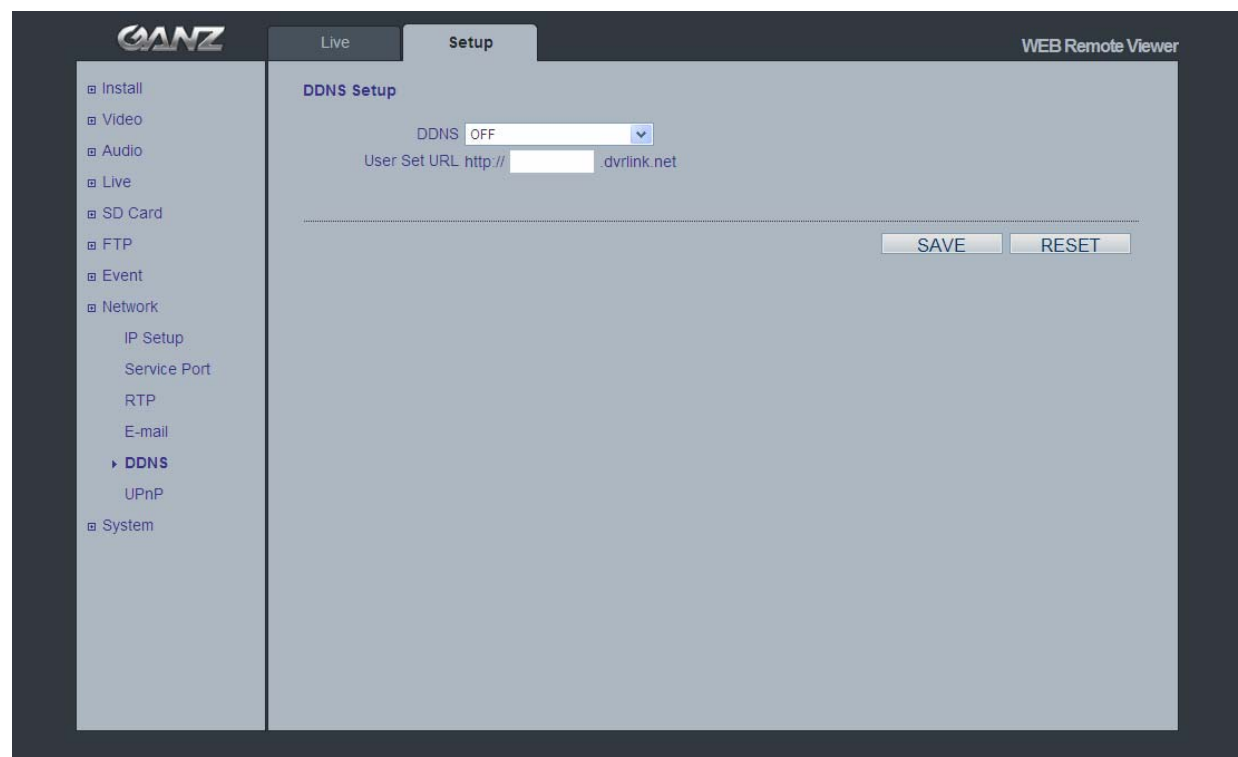 GANZ
Live
Setup
WEB Remote Viewer
Install
Video
Audio
Live
SD Card
FTP
Event
Network
IP Setup
Service Port
RTP
E-mail
DDNS
UPnP
System
DDNS Setup
DDNS OFF
User Set URL http:// .dvrlink.net
SAVE RESET